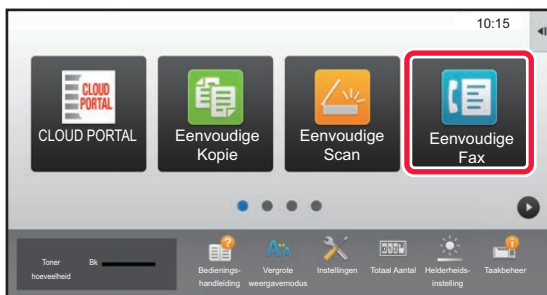 10:15
CLOUD
PORTAL
CLOUD PORTAL
Eenvoudige
Kopie
Eenvoudige
Scan
Eenvoudige
Fax
Toner
hoeveelheid
Bk
Bedienings-
handleiding
Vergrote
weergavemodus
Instellingen
Totaal Aantal
Helderheids-
instelling
Taakbeheer